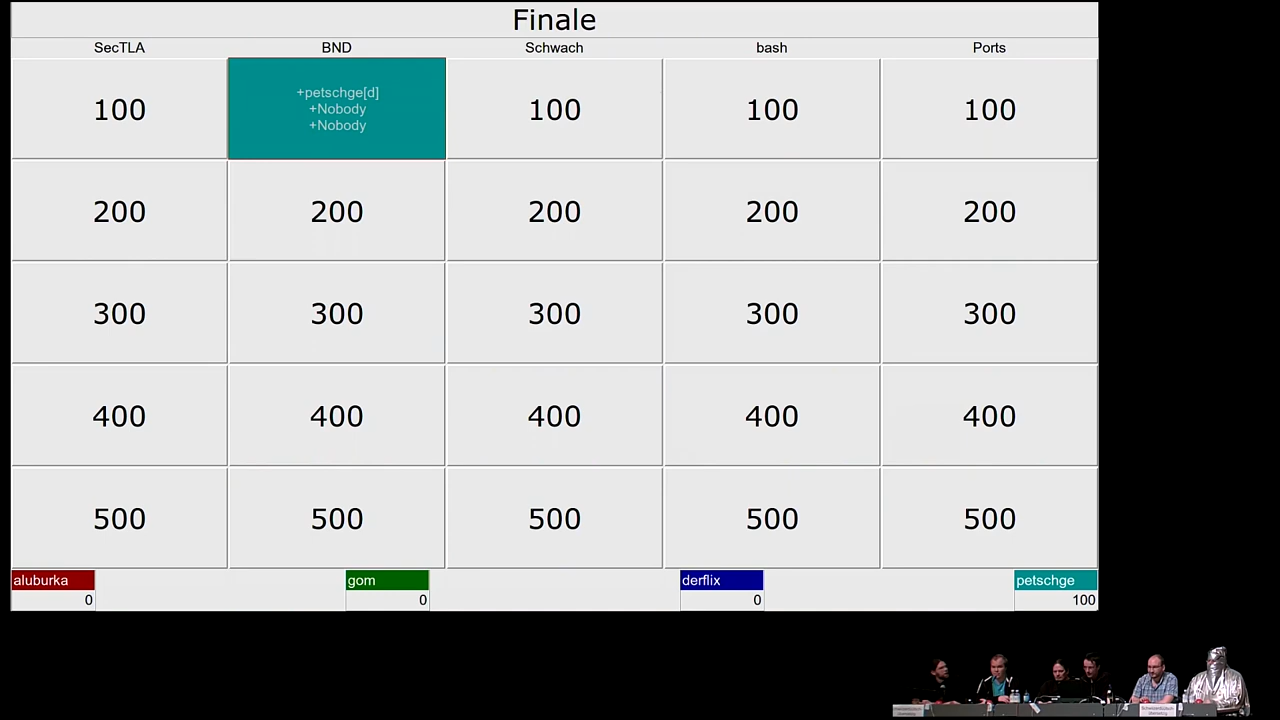 Finale
SecTLA BND Schwach bash Ports
100 +petschge[d] 100 100 100
+Nobody
+Nobody
200 200 200 200 200
300 300 300 300 300
400 400 400 400 400
500 500 500 500 500
aluburka gom derflix petschge
0 0 0 100